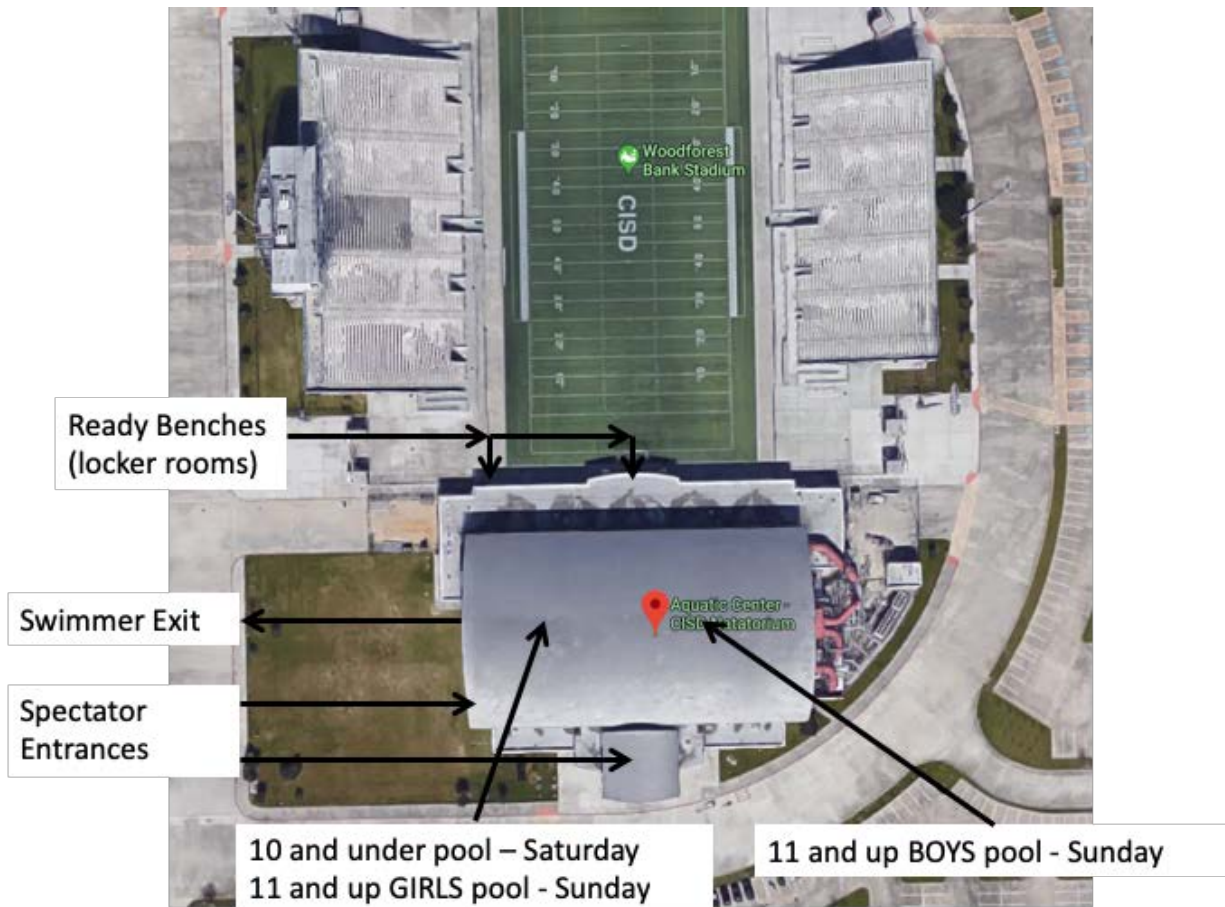 Woodforest
Bank Stadium
CISD
Ready Benches
(locker rooms)
Swimmer Exit
Aquatic Center -
CISD Natatorium
Spectator
Entrances
10 and under pool – Saturday
11 and up GIRLS pool - Sunday
11 and up BOYS pool - Sunday